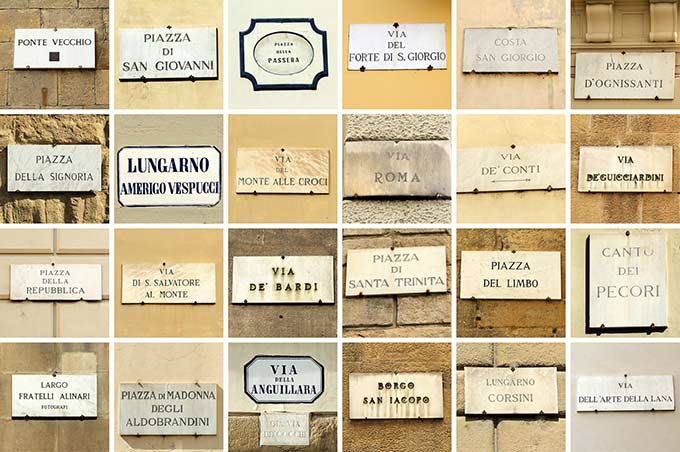 PONTE VECCHIO
PIAZZA
DI
SAN GIOVANNI
PIAZZA
DELLA
PASSERA
VIA
DEL
FORTE DI S. GIORGIO
COSTA
SAN GIORGIO
PIAZZA
D'OGNISSANTI
PIAZZA
DELLA SIGNORIA
LUNGARNO
AMERIGO VESPUCCI
VIA
DEL
MONTE ALLE CROCI
VIA
ROMA
VIA
DE' CONTI
VIA
DE'GUICCIARDINI
PIAZZA
DELLA
REPUBBLICA
VIA
DI S. SALVATORE
AL MONTE
VIA
DE' BARDI
PIAZZA
DI
SANTA TRINITA
PIAZZA
DEL LIMBO
CANTO
DEI
PECORI
LARGO
FRATELLI ALINARI
FOTOGRAFI
PIAZZA DI MADONNA
DEGLI
ALDOBRANDINI
VIA
DELLA
ANGUILLARA
GIA VIA
BORGO
SAN IACOPO
LUNGARNO
CORSINI
VIA
DELL'ARTE DELLA LANA